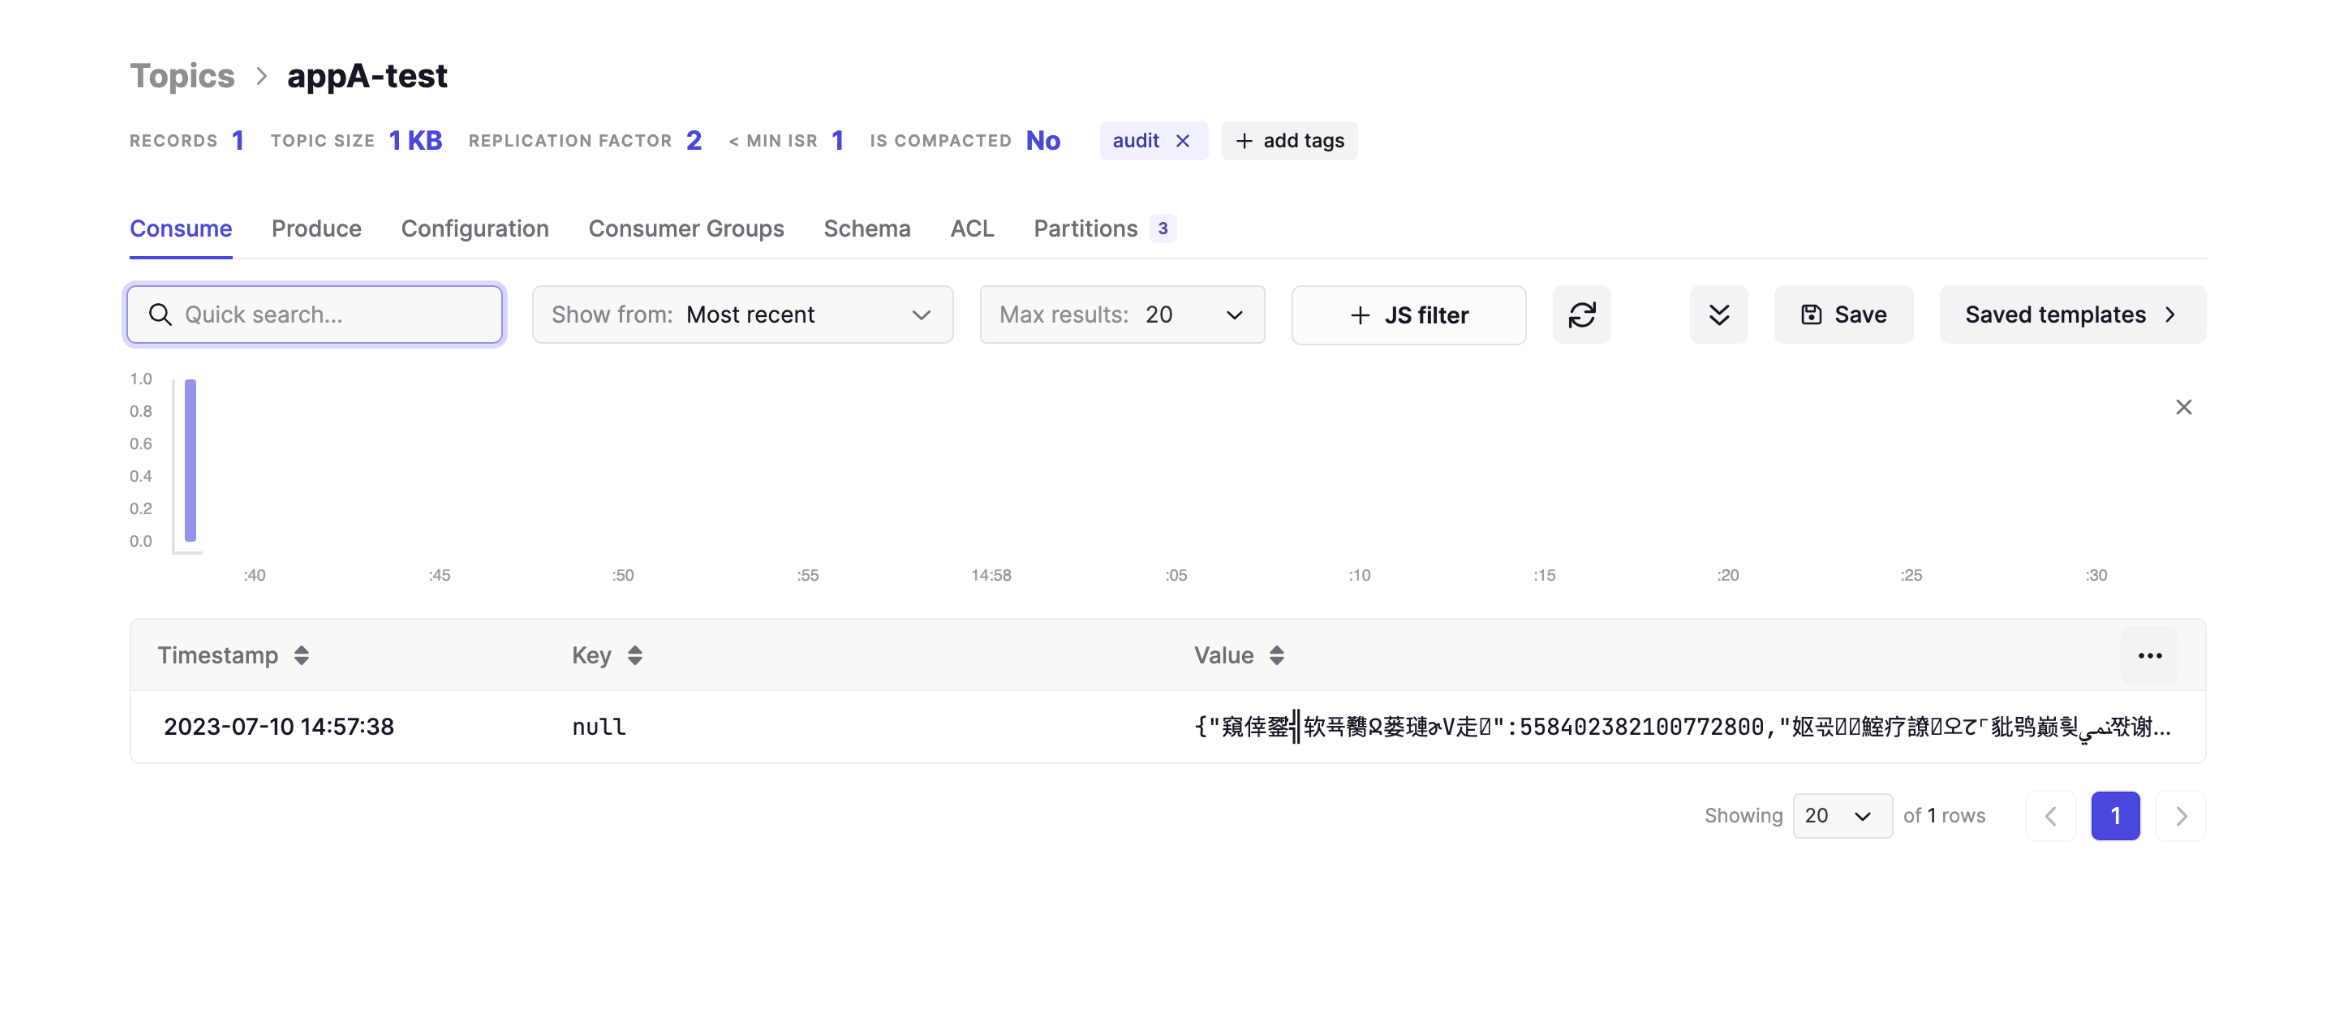 Topics > appA-test
RECORDS 1 TOPIC SIZE 1 KB REPLICATION FACTOR 2 < MIN ISR 1 IS COMPACTED No audit × + add tags
Consume Produce Configuration Consumer Groups Schema ACL Partitions 3
Quick search... Show from: Most recent Max results: 20 + JS filter Save Saved templates >
1.0
0.8
0.6
0.4
0.2
0.0
:40 :45 :50 :55 14:58 :05 :10 :15 :20 :25 :30
Timestamp Key Value ...
2023-07-10 14:57:38 null {" ":558402382100772800,"
Showing 20 of 1 rows < 1 >